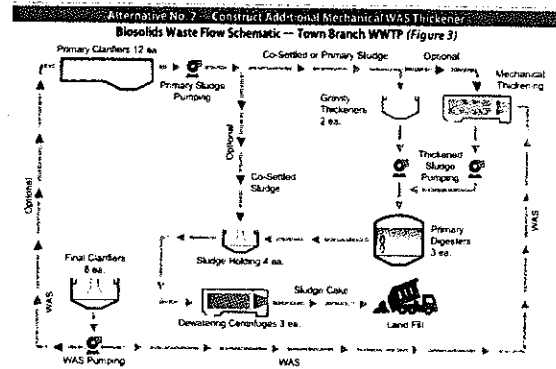 Alternative No. 2 — Construct Additional Mechanical WAS Thickener
Biosolids Waste Flow Schematic — Town Branch WWTP (Figure 3)
Primary Clarifiers 12 ea
Co-Settled or Primary Sludge
Optional
Mechanical
Thickening
Primary Sludge
Pumping
Gravity
Thickeners
2 ea.
Optional
Thickened
Sludge
Pumping
Co-Settled
Sludge
Optional
Primary
Digesters
3 ea.
Final Clarifiers
6 ea.
Sludge Holding 4 ea.
Sludge Cake
WAS
WAS
Dewatering Centrifuges 3 ea.
Land Fill
WAS Pumping
WAS